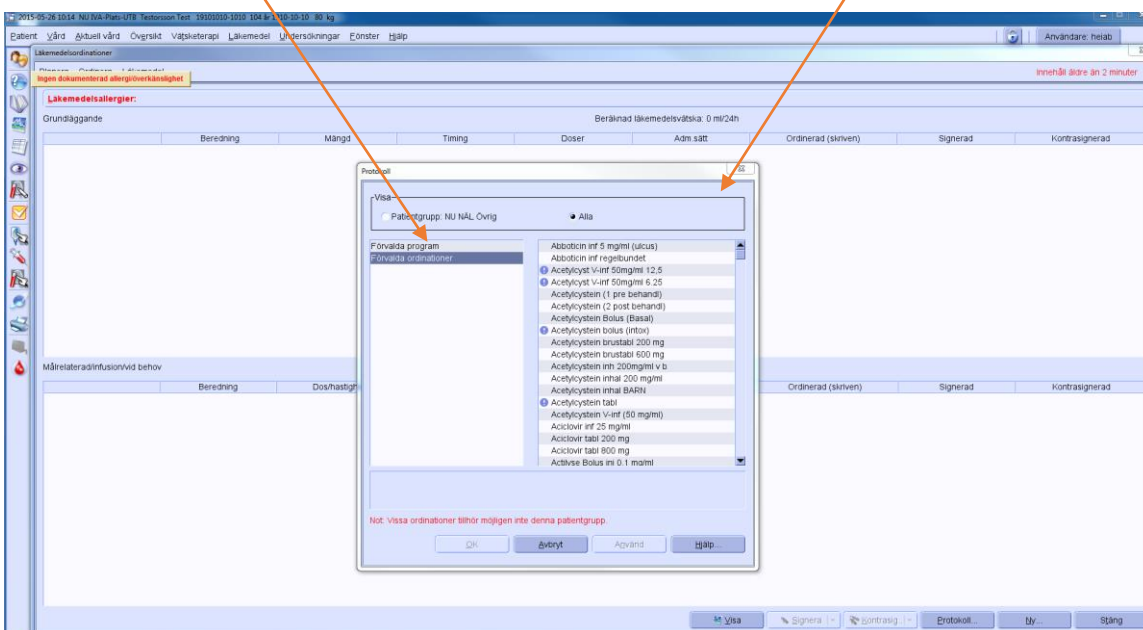 2015-05-26 10:14 NU IVA-Plats-UTB Testorsson Test 19101010-1010 104 år 1910-10-10 80 kg
Patient Vård Aktuell vård Översikt Vätsketerapi Läkemedel Undersökningar Fönster Hjälp
Användare: heiab
Läkemedelsordinationer
Innehåll äldre än 2 minuter
Ingen dokumenterad allergi/överkänslighet
Läkemedelsallergier:
Grundläggande
Beräknad läkemedelsvätska: 0 ml/24h
Beredning Mängd Timing Doser Adm.sätt Ordinerad (skriven) Signerad Kontrasignerad
Protokoll
Visa
Patientgrupp: NU NÄL Övrig
Alla
Förvalda program
Förvalda ordinationer
Abboticin inf 5 mg/ml (ulcus)
Abboticin inf regelbundet
Acetylcyst V-inf 50mg/ml 12,5
Acetylcyst V-inf 50mg/ml 6.25
Acetylcystein (1 pre behandl)
Acetylcystein (2 post behandl)
Acetylcystein Bolus (Basal)
Acetylcystein bolus (intox)
Acetylcystein brustabl 200 mg
Acetylcystein brustabl 600 mg
Acetylcystein inh 200mg/ml v b
Acetylcystein inhal 200 mg/ml
Acetylcystein inhal BARN
Acetylcystein tabl
Acetylcystein V-inf (50 mg/ml)
Aciclovir inf 25 mg/ml
Aciclovir tabl 200 mg
Aciclovir tabl 800 mg
Actilyse Bolus inj 0.1 mg/ml
Not: Vissa ordinationer tillhör möjligen inte denna patientgrupp.
OK Avbryt Använd Hjälp...
Målrelaterad/infusion/vid behov
Beredning Ordinerad (skriven) Signerad Kontrasignerad
Visa Signera Kontrasig... Protokoll... Ny... Stäng